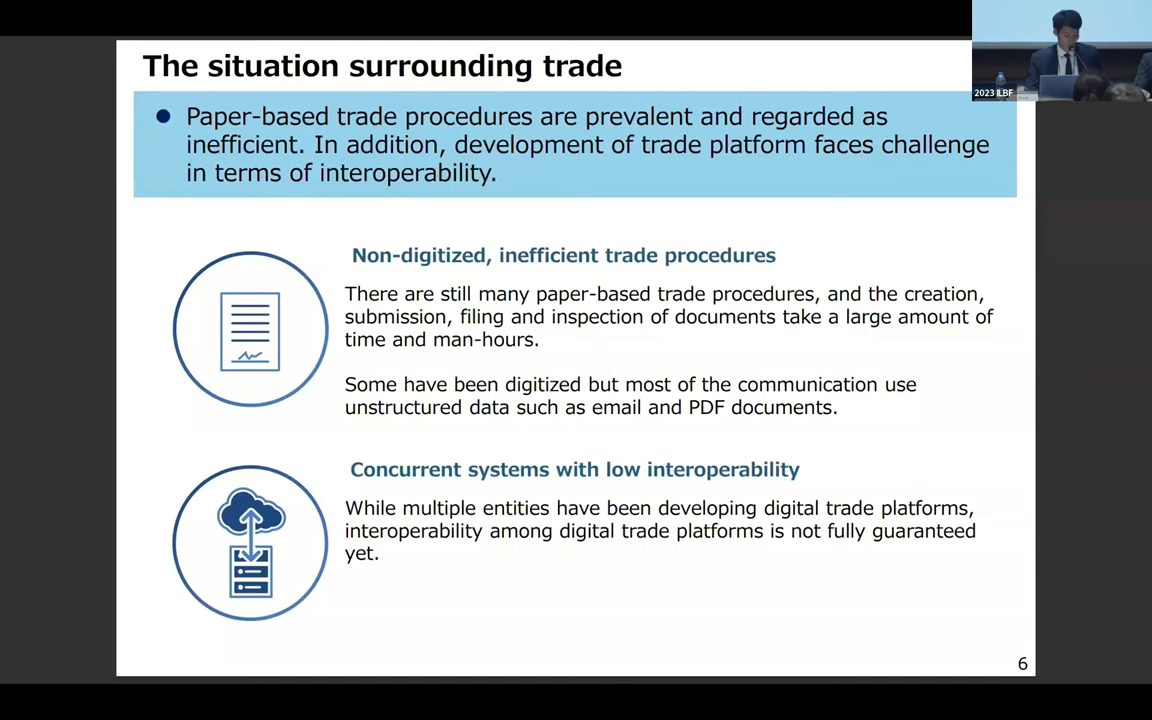 The situation surrounding trade
2023 ILBF
● Paper-based trade procedures are prevalent and regarded as
inefficient. In addition, development of trade platform faces challenge
in terms of interoperability.
Non-digitized, inefficient trade procedures
There are still many paper-based trade procedures, and the creation,
submission, filing and inspection of documents take a large amount of
time and man-hours.
Some have been digitized but most of the communication use
unstructured data such as email and PDF documents.
Concurrent systems with low interoperability
While multiple entities have been developing digital trade platforms,
interoperability among digital trade platforms is not fully guaranteed
yet.
6